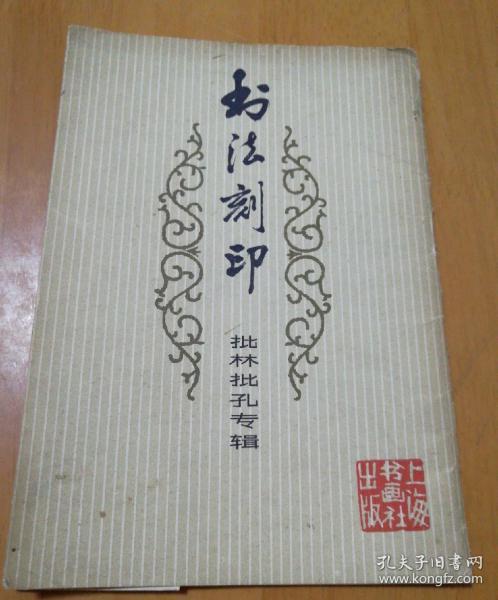 书法刻印
批林批孔专辑
上海
书画社
出版
孔夫子旧书网
www.kongfz.com